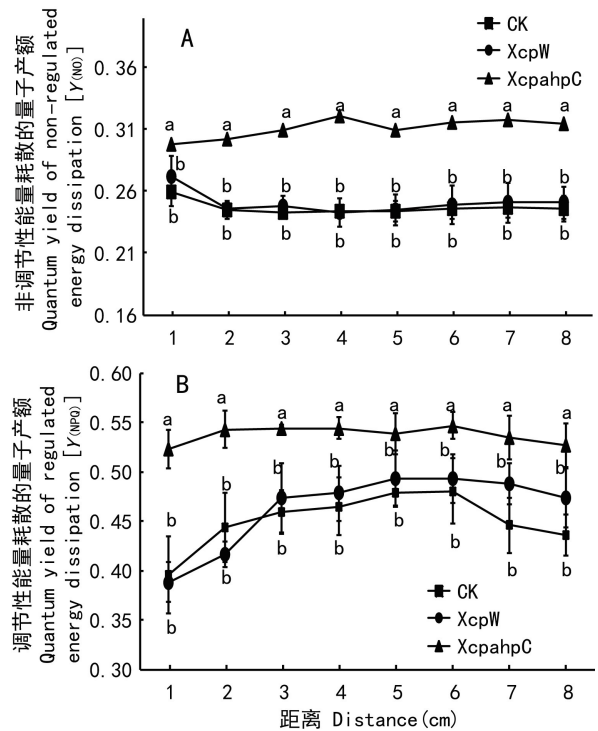 A
CK
XcpW
XcpahpC
非调节性能量耗散的量子产额
Quantum yield of non-regulated
energy dissipation [Y(NO)]
0.36
0.31
0.26
0.21
0.16
a a a a a a a a
b b b b b b b b
b b b b b b b b
1 2 3 4 5 6 7 8
B
调节性能量耗散的量子产额
Quantum yield of regulated
energy dissipation [Y(NPQ)]
0.60
0.55
0.50
0.45
0.40
0.30
a a a a a a a a
b b b b b b b b
b b b b b b b b
CK
XcpW
XcpahpC
1 2 3 4 5 6 7 8
距离 Distance(cm)